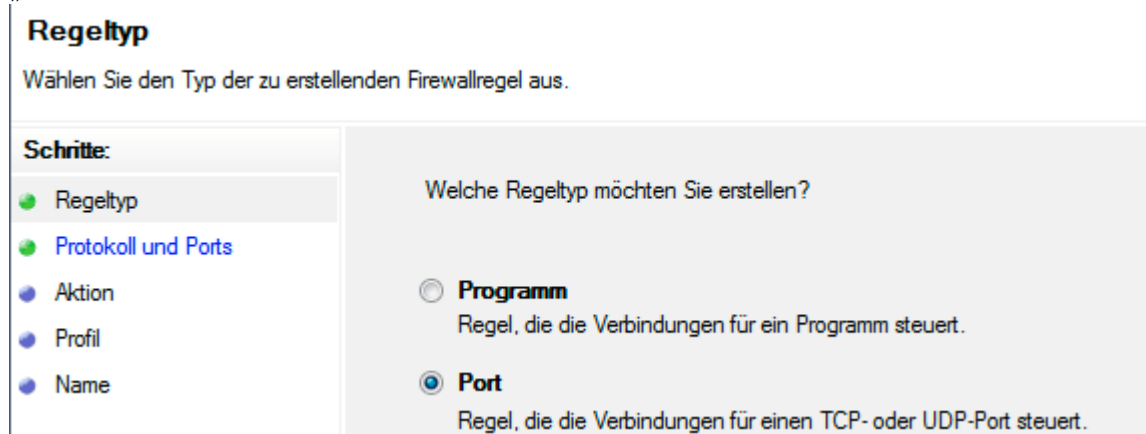 Regeltyp
Wählen Sie den Typ der zu erstellenden Firewallregel aus.
Schritte:
Regeltyp
Protokoll und Ports
Aktion
Profil
Name
Welche Regeltyp möchten Sie erstellen?
Programm
Regel, die die Verbindungen für ein Programm steuert.
Port
Regel, die die Verbindungen für einen TCP- oder UDP-Port steuert.